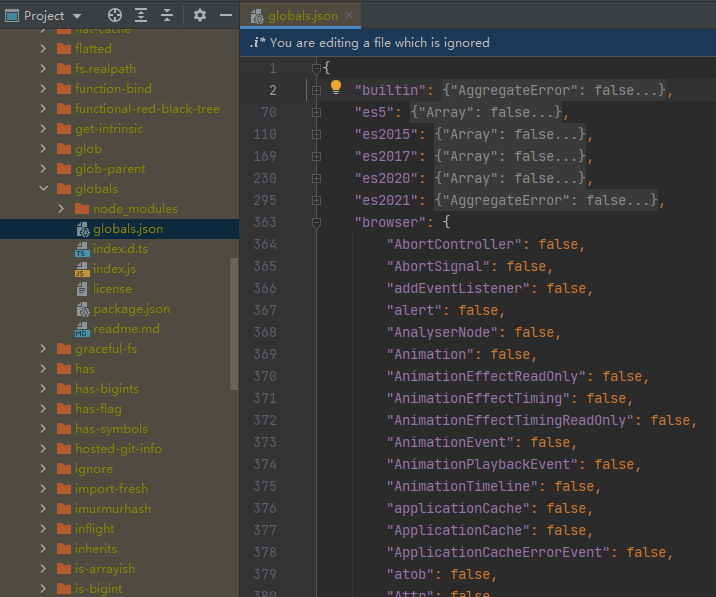 Project
flat-cache
flatted
fs.realpath
function-bind
functional-red-black-tree
get-intrinsic
glob
glob-parent
globals
node_modules
globals.json
index.d.ts
index.js
license
package.json
readme.md
graceful-fs
has
has-bigints
has-flag
has-symbols
hosted-git-info
ignore
import-fresh
imurmurhash
inflight
inherits
is-arrayish
is-bigint
globals.json
.i* You are editing a file which is ignored
1 {
2 "builtin": {"AggregateError": false...},
70 "es5": {"Array": false...},
110 "es2015": {"Array": false...},
169 "es2017": {"Array": false...},
230 "es2020": {"Array": false...},
295 "es2021": {"AggregateError": false...},
363 "browser": {
364 "AbortController": false,
365 "AbortSignal": false,
366 "addEventListener": false,
367 "alert": false,
368 "AnalyserNode": false,
369 "Animation": false,
370 "AnimationEffectReadOnly": false,
371 "AnimationEffectTiming": false,
372 "AnimationEffectTimingReadOnly": false,
373 "AnimationEvent": false,
374 "AnimationPlaybackEvent": false,
375 "AnimationTimeline": false,
376 "applicationCache": false,
377 "ApplicationCache": false,
378 "ApplicationCacheErrorEvent": false,
379 "atob": false,
380 "Attr": false,